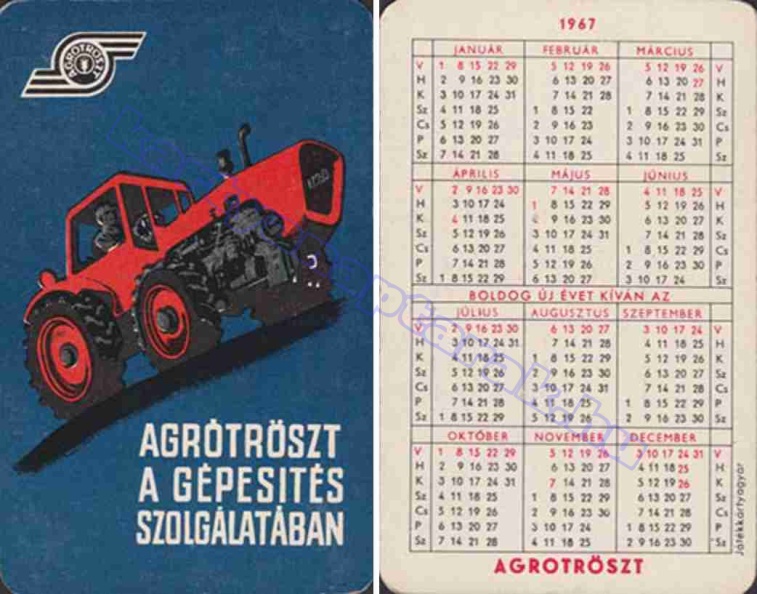 AGROTRÖSZT
AGRÓTRÖSZT
A GÉPESITÉS
SZOLGÁLATÁBAN
1967
JANUÁR FEBRUÁR MÁRCIUS
V 1 8 15 22 29 5 12 19 26 5 12 19 26 V
H 2 9 16 23 30 6 13 20 27 6 13 20 27 H
K 3 10 17 24 31 7 14 21 28 7 14 21 28 K
Sz 4 11 18 25 1 8 15 22 1 8 15 22 29 Sz
Cs 5 12 19 26 2 9 16 23 2 9 16 23 30 Cs
P 6 13 20 27 3 10 17 24 3 10 17 24 31 P
Sz 7 14 21 28 4 11 18 25 4 11 18 25 Sz
ÁPRILIS MÁJUS JÚNIUS
V 2 9 16 23 30 7 14 21 28 4 11 18 25 V
H 3 10 17 24 1 8 15 22 29 5 12 19 26 H
K 4 11 18 25 2 9 16 23 30 6 13 20 27 K
Sz 5 12 19 26 3 10 17 24 31 7 14 21 28 Sz
Cs 6 13 20 27 4 11 18 25 1 8 15 22 29 Cs
P 7 14 21 28 5 12 19 26 2 9 16 23 30 P
Sz 1 8 15 22 29 6 13 20 27 3 10 17 24 Sz
BOLDOG ÚJ ÉVET KÍVÁN AZ
JÚLIUS AUGUSZTUS SZEPTEMBER
V 2 9 16 23 30 6 13 20 27 3 10 17 24 V
H 3 10 17 24 31 7 14 21 28 4 11 18 25 H
K 4 11 18 25 1 8 15 22 29 5 12 19 26 K
Sz 5 12 19 26 2 9 16 23 30 6 13 20 27 Sz
Cs 6 13 20 27 3 10 17 24 31 7 14 21 28 Cs
P 7 14 21 28 4 11 18 25 1 8 15 22 29 P
Sz 1 8 15 22 29 5 12 19 26 2 9 16 23 30 Sz
OKTÓBER NOVEMBER DECEMBER
V 1 8 15 22 29 5 12 19 26 3 10 17 24 31 V
H 2 9 16 23 30 6 13 20 27 4 11 18 25 H
K 3 10 17 24 31 7 14 21 28 5 12 19 26 K
Sz 4 11 18 25 1 8 15 22 29 6 13 20 27 Sz
Cs 5 12 19 26 2 9 16 23 30 7 14 21 28 Cs
P 6 13 20 27 3 10 17 24 1 8 15 22 29 P
Sz 7 14 21 28 4 11 18 25 2 9 16 23 30 Sz
Játékkártyagyár
AGROTRÖSZT